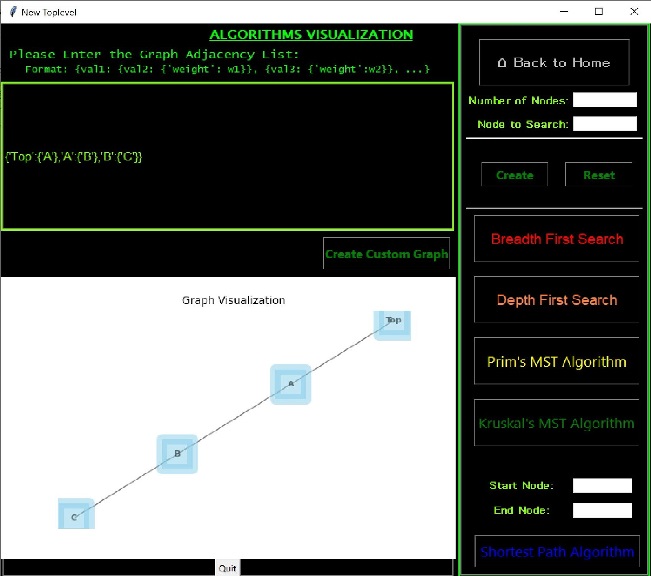 New Toplevel
ALGORITHMS VISUALIZATION
Please Enter the Graph Adjacency List:
Format: {val1: {val2: {'weight': w1}}, {val3: {'weight':w2}}, ...}
{'Top':{'A'},'A':{'B'},'B':{'C'}}
Create Custom Graph
Graph Visualization
Top
A
B
C
Quit
⌂ Back to Home
Number of Nodes:
Node to Search:
Create Reset
Breadth First Search
Depth First Search
Prim's MST Algorithm
Kruskal's MST Algorithm
Start Node:
End Node:
Shortest Path Algorithm